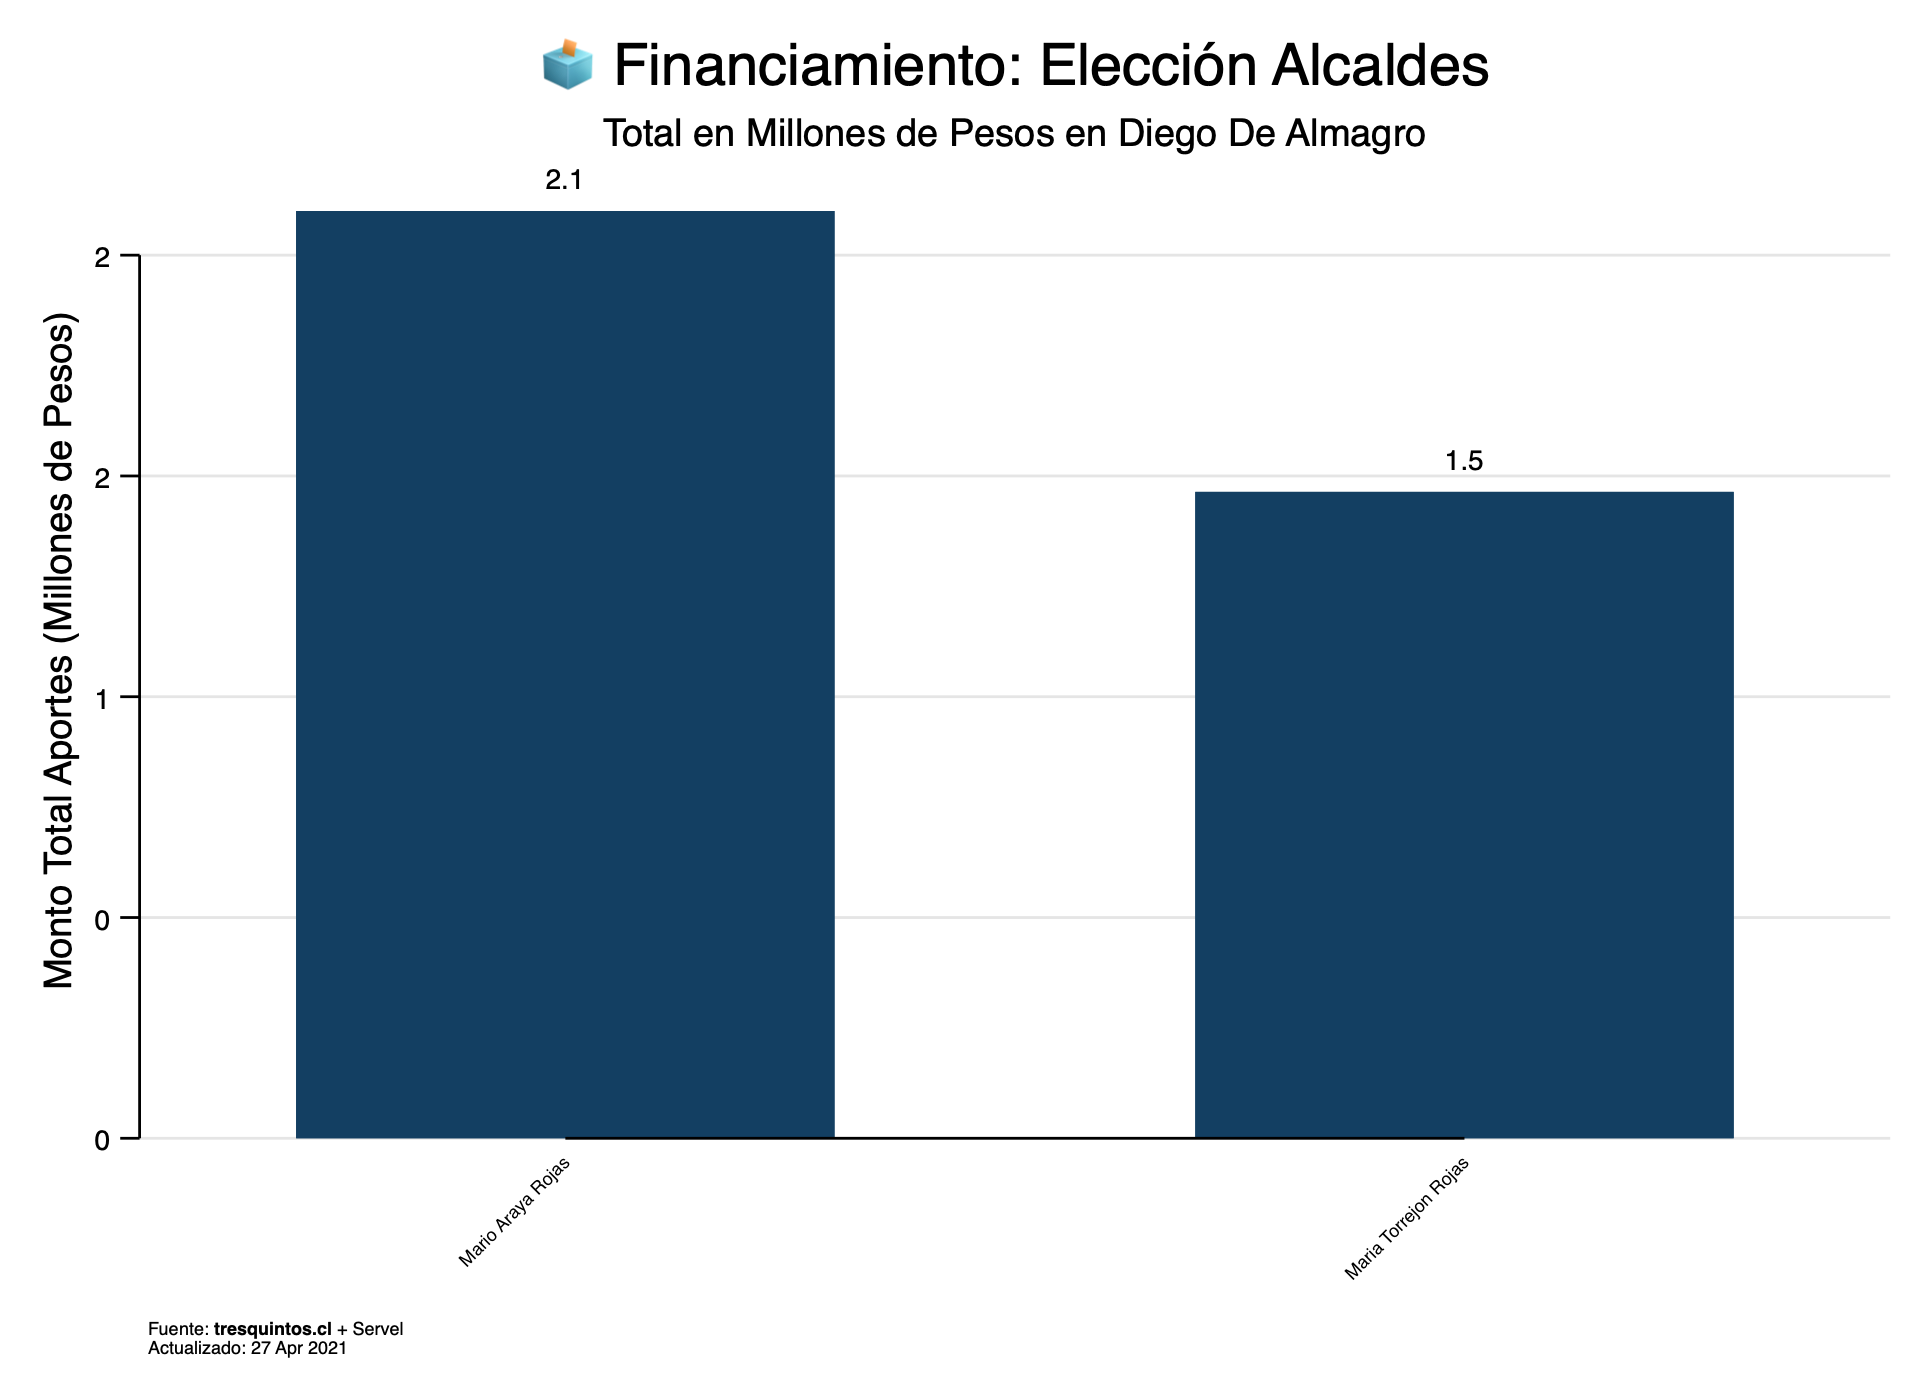 Financiamiento: Elección Alcaldes
Total en Millones de Pesos en Diego De Almagro
2.1
1.5
Monto Total Aportes (Millones de Pesos)
2
2
1
0
0
Mario Araya Rojas
Maria Torrejon Rojas
Fuente: tresquintos.cl + Servel
Actualizado: 27 Apr 2021